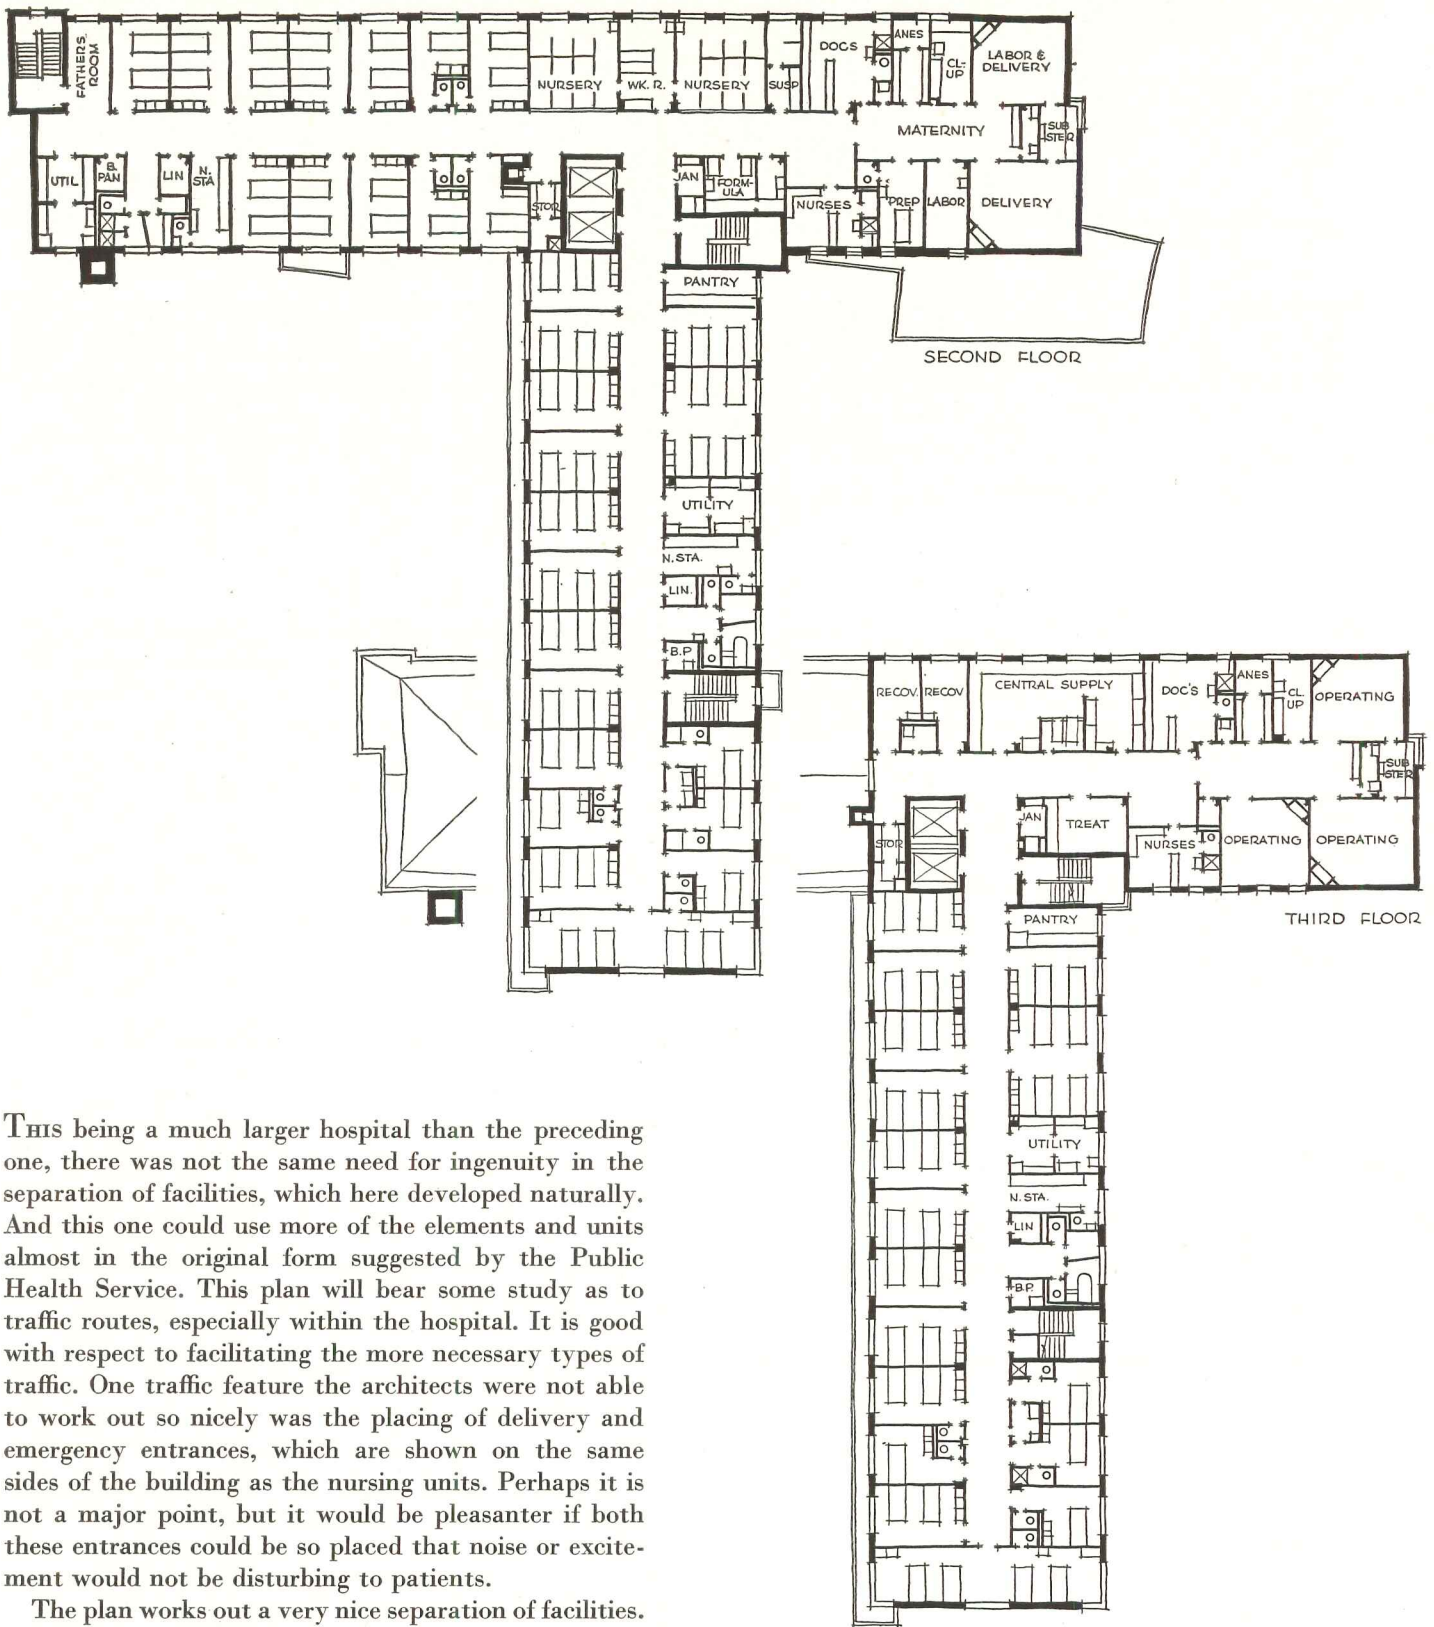 FATHERS ROOM
NURSERY
WK. R.
NURSERY
SUSP
DOCS
ANES
CL-UP
LABOR & DELIVERY
MATERNITY
SUB STER
UTIL
B. PAN
LIN
N. STA
STOR
JAN
FORM-ULA
NURSES
PREP
LABOR
DELIVERY
PANTRY
SECOND FLOOR
UTILITY
N. STA.
LIN.
B.P
RECOV.
RECOV
CENTRAL SUPPLY
DOC'S
ANES
CL. UP
OPERATING
SUB STER
STOR
JAN
TREAT
NURSES
OPERATING
OPERATING
PANTRY
THIRD FLOOR
UTILITY
N. STA.
LIN
B.P.
THIS being a much larger hospital than the preceding
one, there was not the same need for ingenuity in the
separation of facilities, which here developed naturally.
And this one could use more of the elements and units
almost in the original form suggested by the Public
Health Service. This plan will bear some study as to
traffic routes, especially within the hospital. It is good
with respect to facilitating the more necessary types of
traffic. One traffic feature the architects were not able
to work out so nicely was the placing of delivery and
emergency entrances, which are shown on the same
sides of the building as the nursing units. Perhaps it is
not a major point, but it would be pleasanter if both
these entrances could be so placed that noise or excite-
ment would not be disturbing to patients.
The plan works out a very nice separation of facilities.